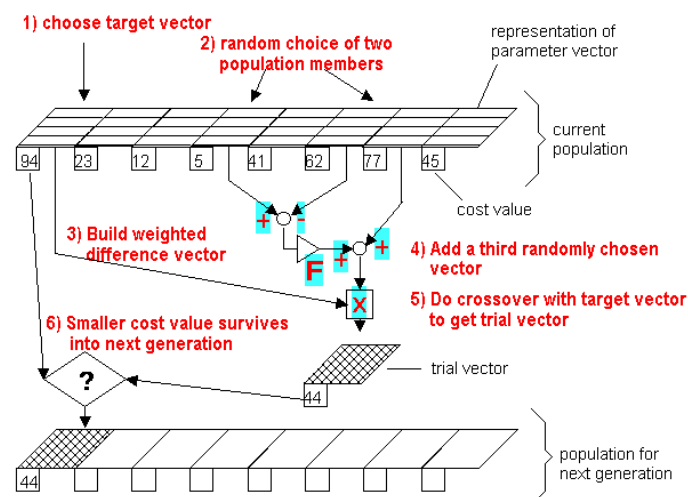 1) choose target vector
2) random choice of two
population members
representation of
parameter vector
current
population
94 23 12 5 41 62 77 45
cost value
+ -
3) Build weighted
difference vector
F + +
4) Add a third randomly chosen
vector
X
5) Do crossover with target vector
to get trial vector
6) Smaller cost value survives
into next generation
?
trial vector
44
population for
next generation
44